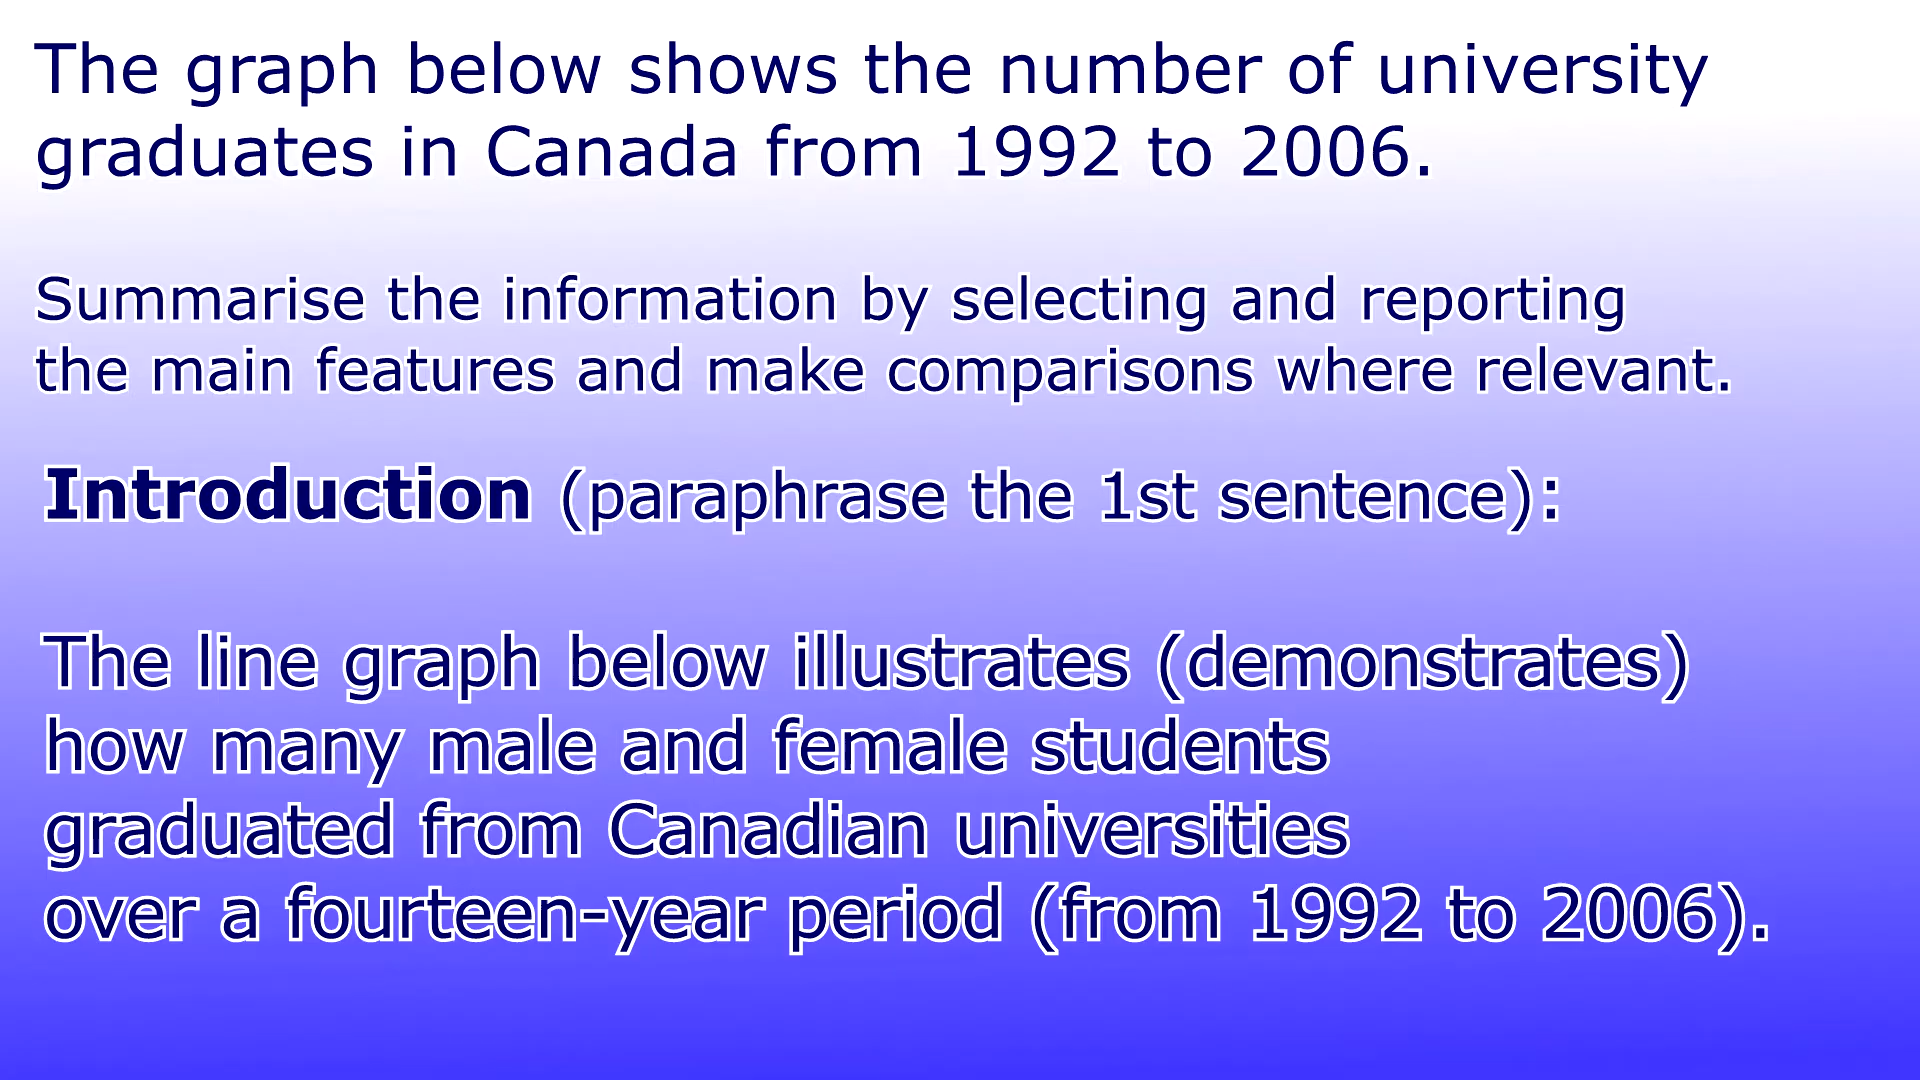 The graph below shows the number of university
graduates in Canada from 1992 to 2006.
Summarise the information by selecting and reporting
the main features and make comparisons where relevant.
Introduction (paraphrase the 1st sentence):
The line graph below illustrates (demonstrates)
how many male and female students
graduated from Canadian universities
over a fourteen-year period (from 1992 to 2006).